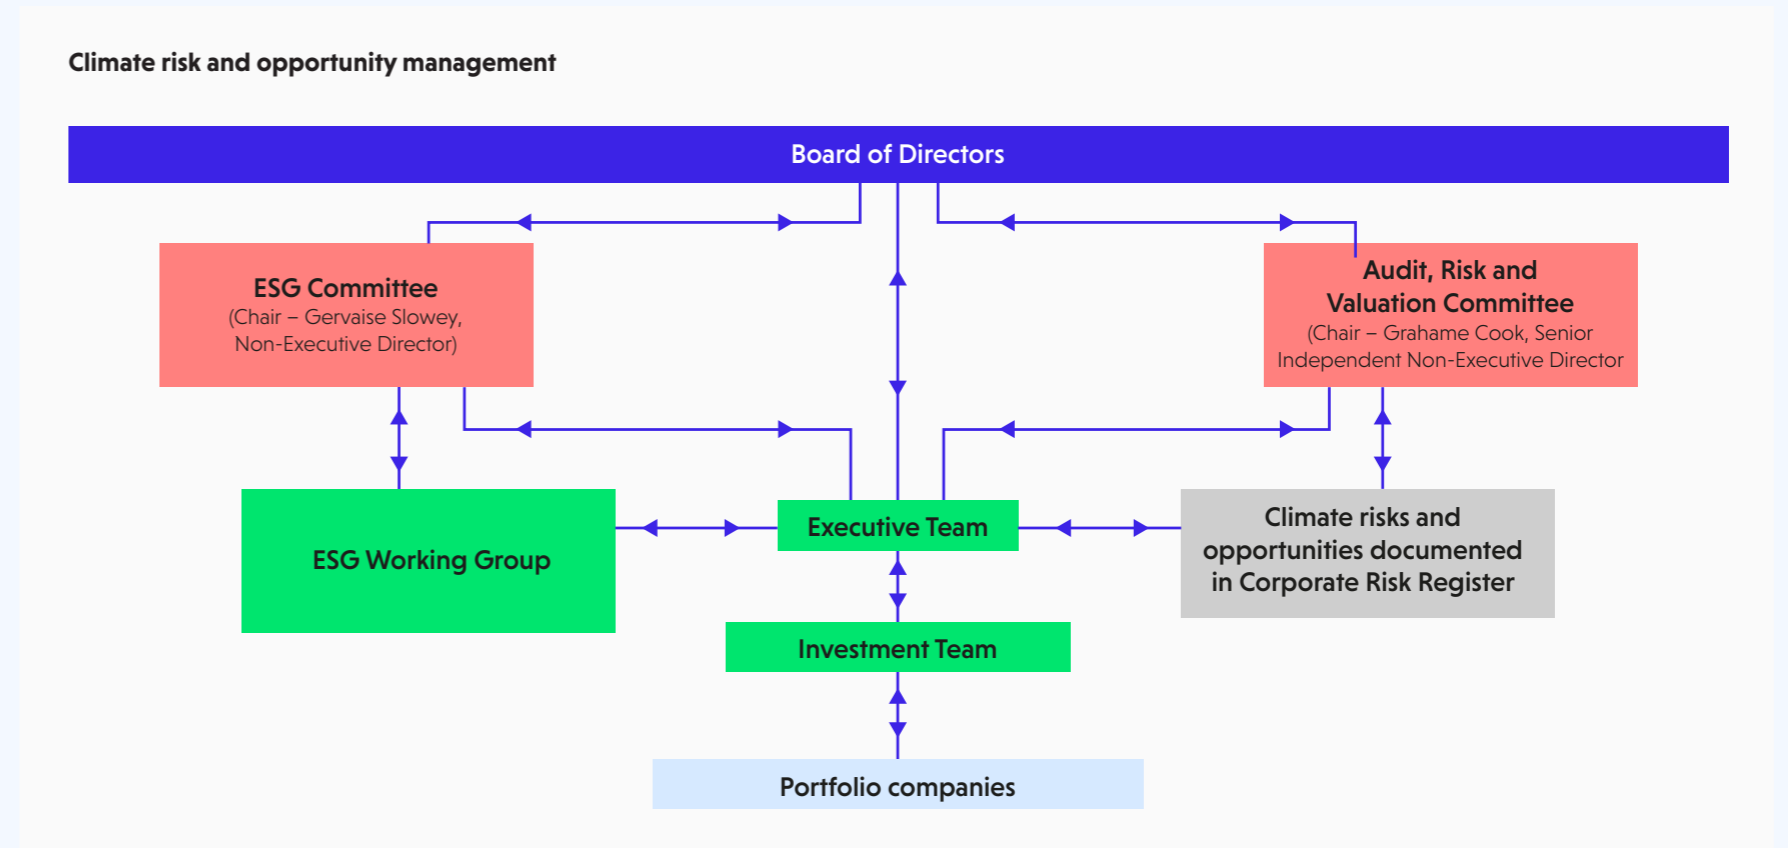 Climate risk and opportunity management
Board of Directors
ESG Committee
(Chair – Gervaise Slowey,
Non-Executive Director)
Audit, Risk and
Valuation Committee
(Chair – Grahame Cook, Senior
Independent Non-Executive Director
ESG Working Group
Executive Team
Climate risks and
opportunities documented
in Corporate Risk Register
Investment Team
Portfolio companies